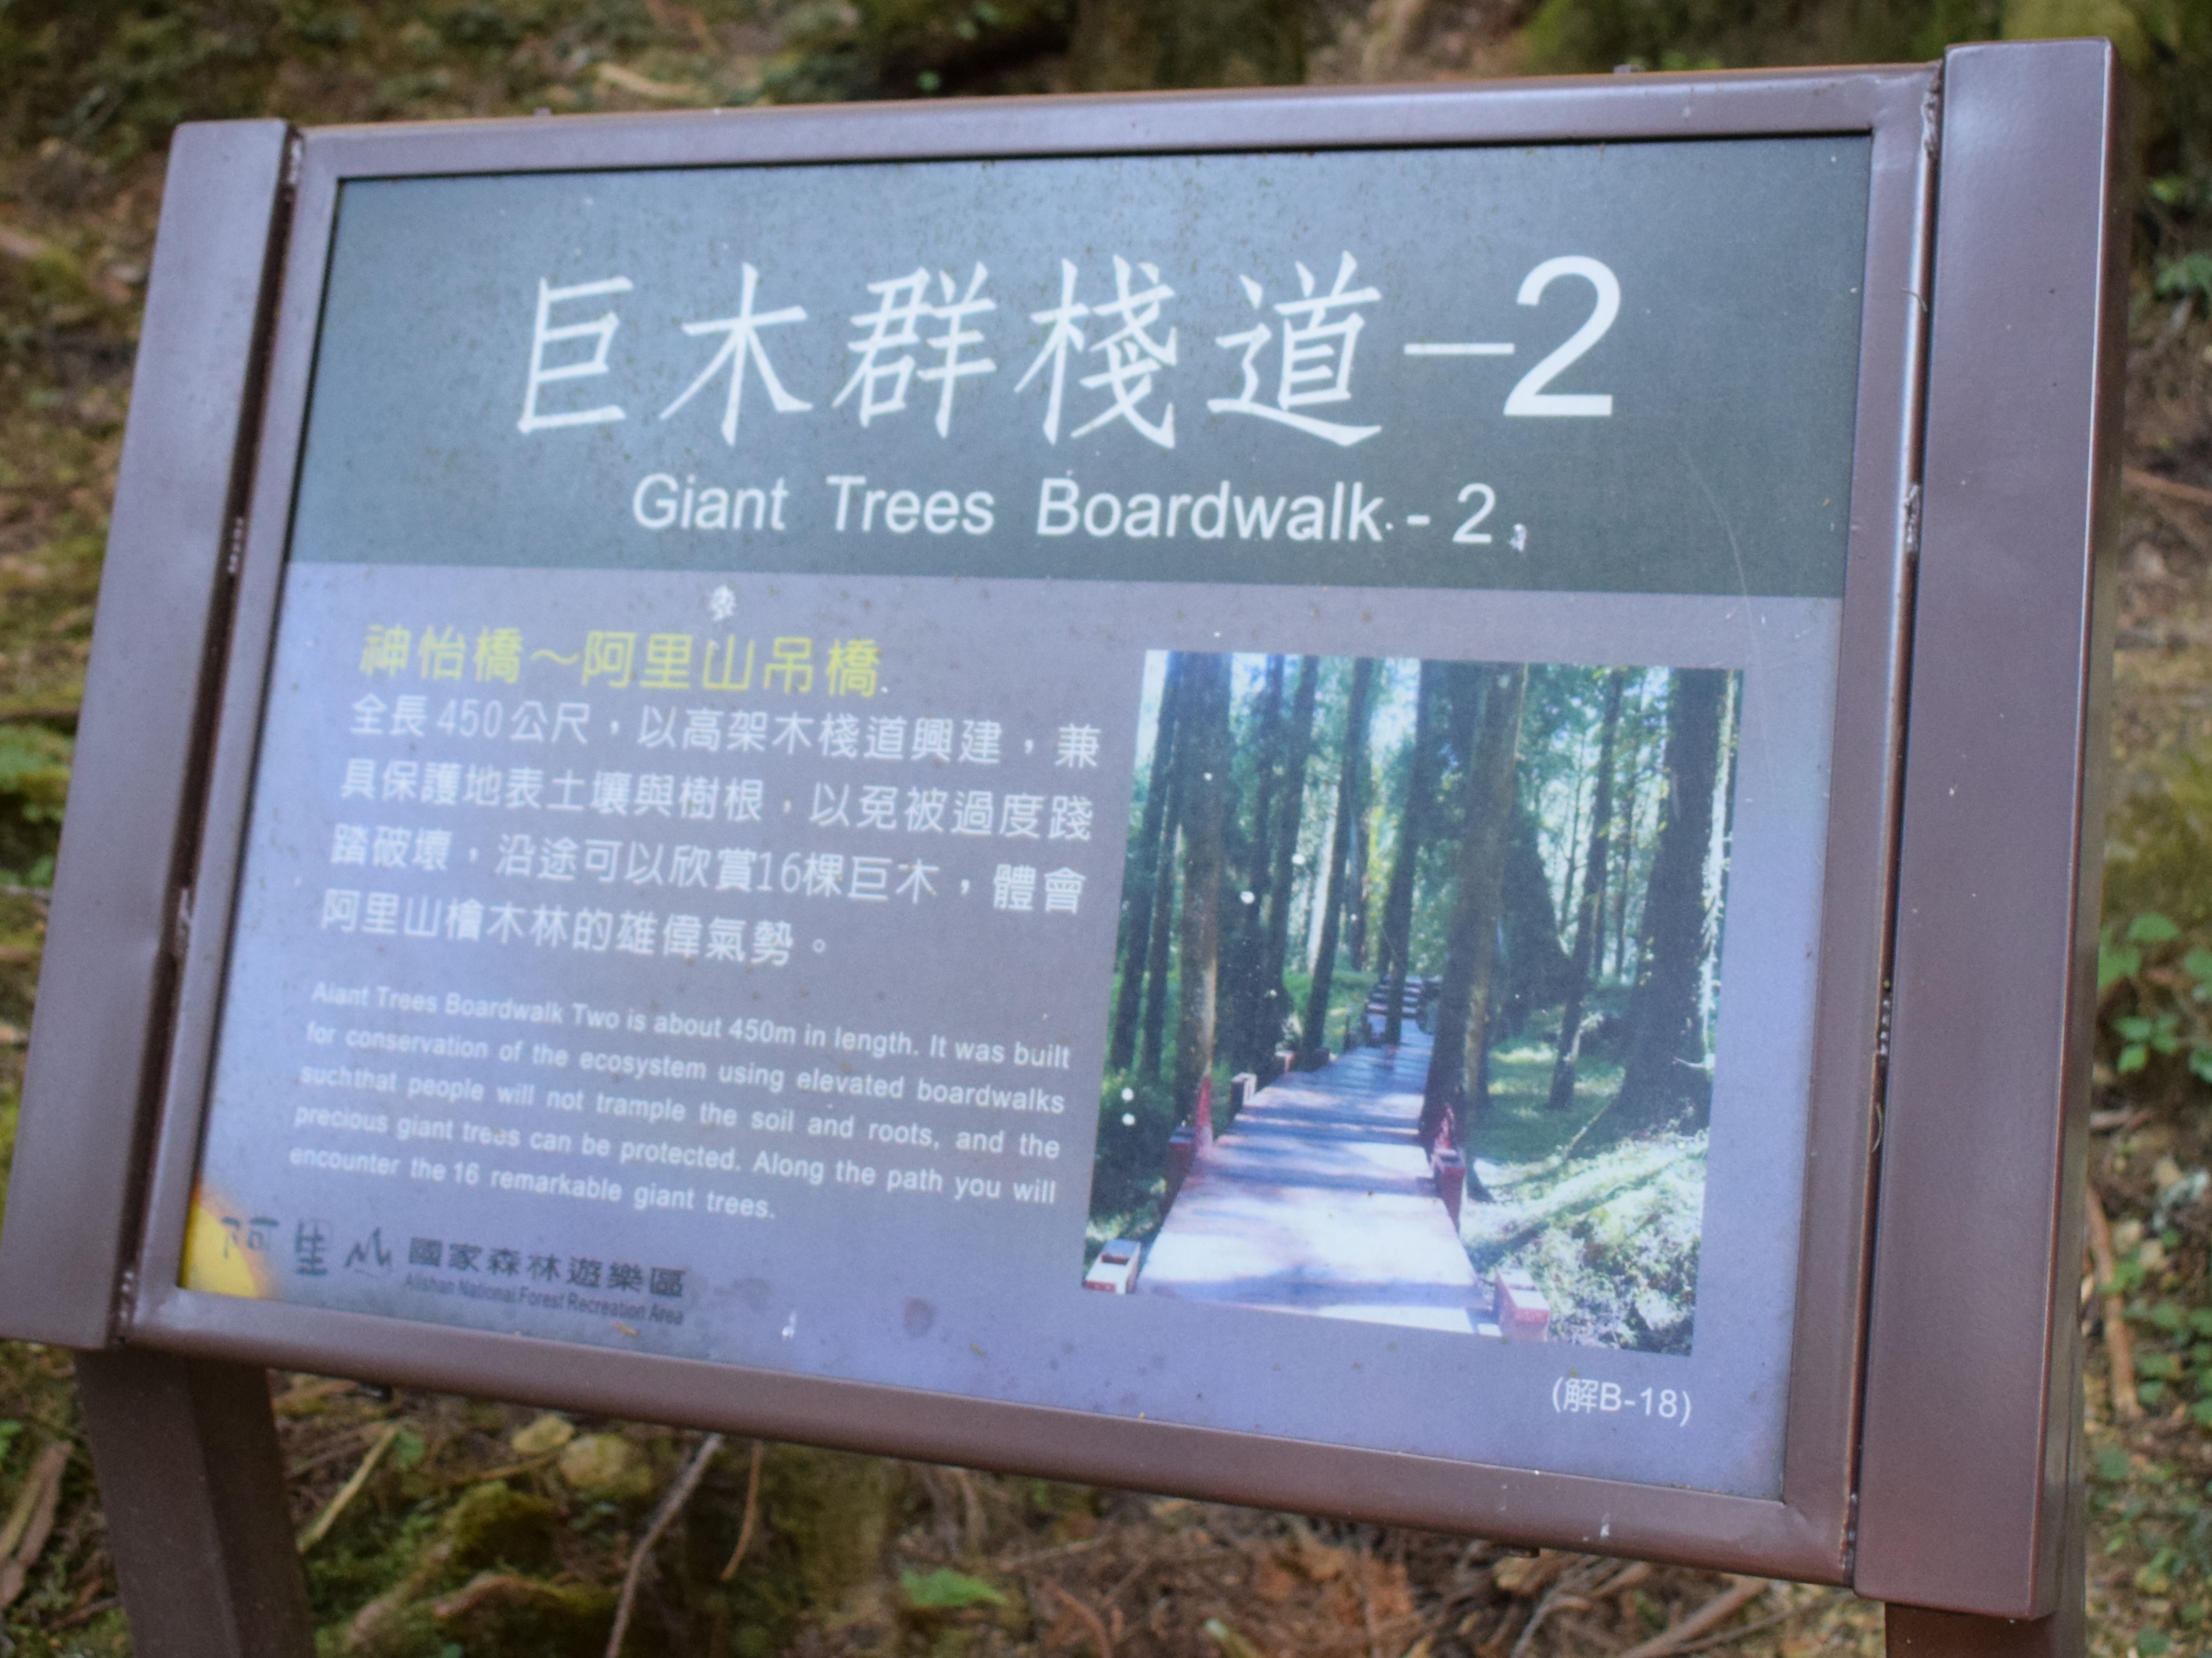 巨木群棧道—2
Giant Trees Boardwalk - 2
神怡橋～阿里山吊橋
全長450公尺，以高架木棧道興建，兼
具保護地表土壤與樹根，以免被過度踐
踏破壞，沿途可以欣賞16棵巨木，體會
阿里山檜木林的雄偉氣勢。
Aiant Trees Boardwalk Two is about 450m in length. It was built
for conservation of the ecosystem using elevated boardwalks
suchthat people will not trample the soil and roots, and the
precious giant trees can be protected. Along the path you will
encounter the 16 remarkable giant trees.
阿里山 國家森林遊樂區
Alishan National Forest Recreation Area
(解B-18)